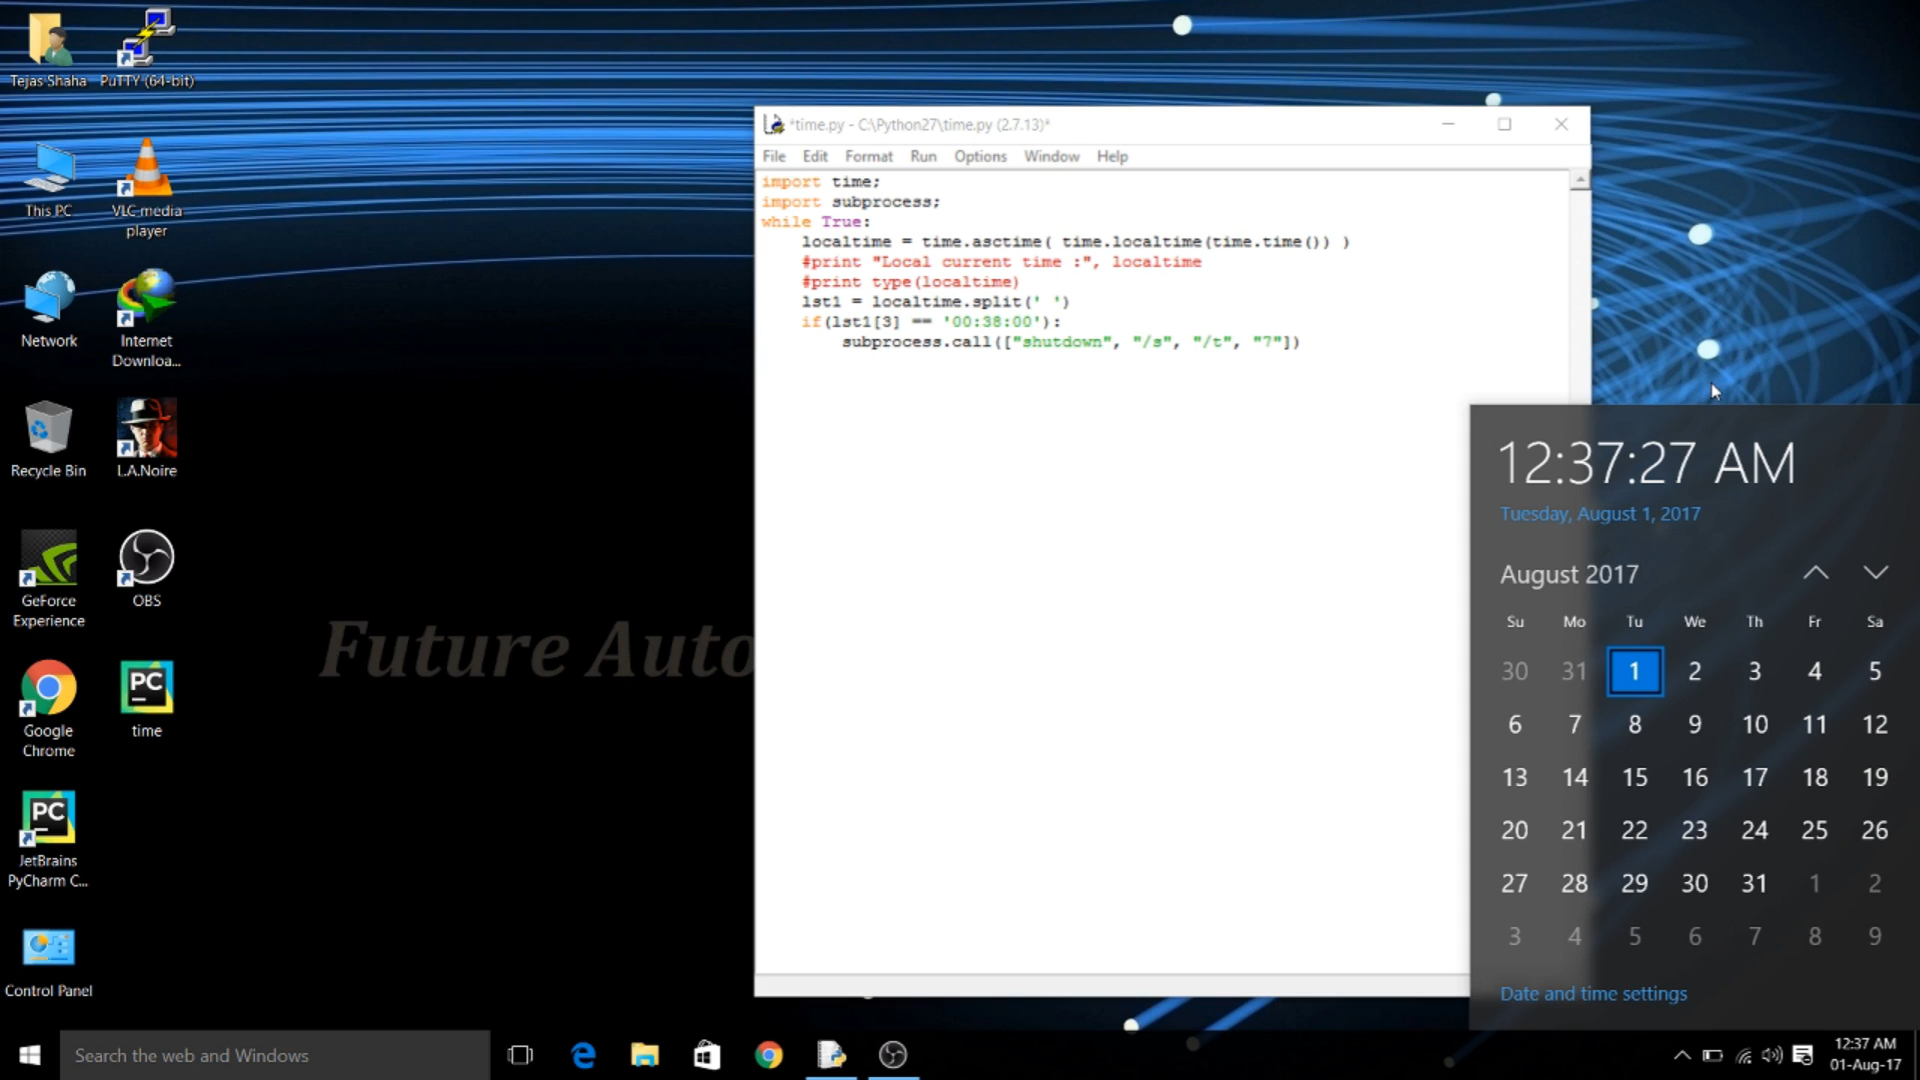 Tejas Shaha
PuTTY (64-bit)
This PC
VLC media
player
Network
Internet
Downloa...
Recycle Bin
L.A.Noire
GeForce
Experience
OBS
Google
Chrome
PC
time
PC
JetBrains
PyCharm C...
Control Panel
Future Auto
*time.py - C:\Python27\time.py (2.7.13)*
File Edit Format Run Options Window Help
import time;
import subprocess;
while True:
    localtime = time.asctime( time.localtime(time.time()) )
    #print "Local current time :", localtime
    #print type(localtime)
    lst1 = localtime.split(' ')
    if(lst1[3] == '00:38:00'):
        subprocess.call(["shutdown", "/s", "/t", "7"])
12:37:27 AM
Tuesday, August 1, 2017
August 2017
Su Mo Tu We Th Fr Sa
30 31 1 2 3 4 5
6 7 8 9 10 11 12
13 14 15 16 17 18 19
20 21 22 23 24 25 26
27 28 29 30 31 1 2
3 4 5 6 7 8 9
Date and time settings
Search the web and Windows
12:37 AM
01-Aug-17